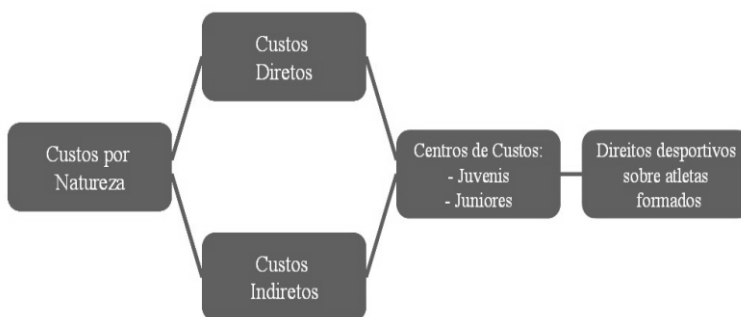 Custos
Diretos
Custos por
Natureza
Centros de Custos:
- Juvenis
- Juniores
Direitos desportivos
sobre atletas
formados
Custos
Indiretos